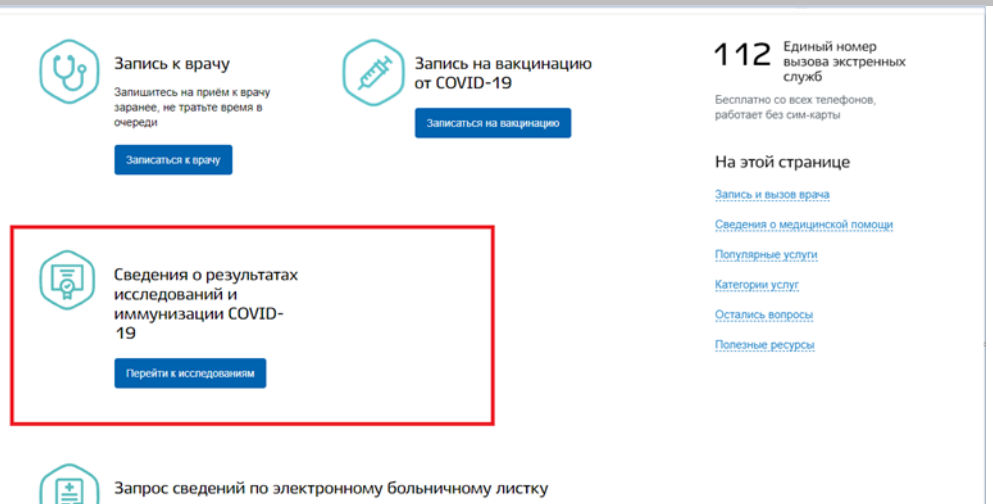 Запись к врачу
Запишитесь на приём к врачу
заранее, не тратьте время в
очереди
Записаться к врачу
Запись на вакцинацию
от COVID-19
Записаться на вакцинацию
Сведения о результатах
исследований и
иммунизации COVID-
19
Перейти к исследованиям
Запрос сведений по электронному больничному листку
112 Единый номер
вызова экстренных
служб
Бесплатно со всех телефонов,
работает без сим-карты
На этой странице
Запись и вызов врача
Сведения о медицинской помощи
Популярные услуги
Категории услуг
Остались вопросы
Полезные ресурсы